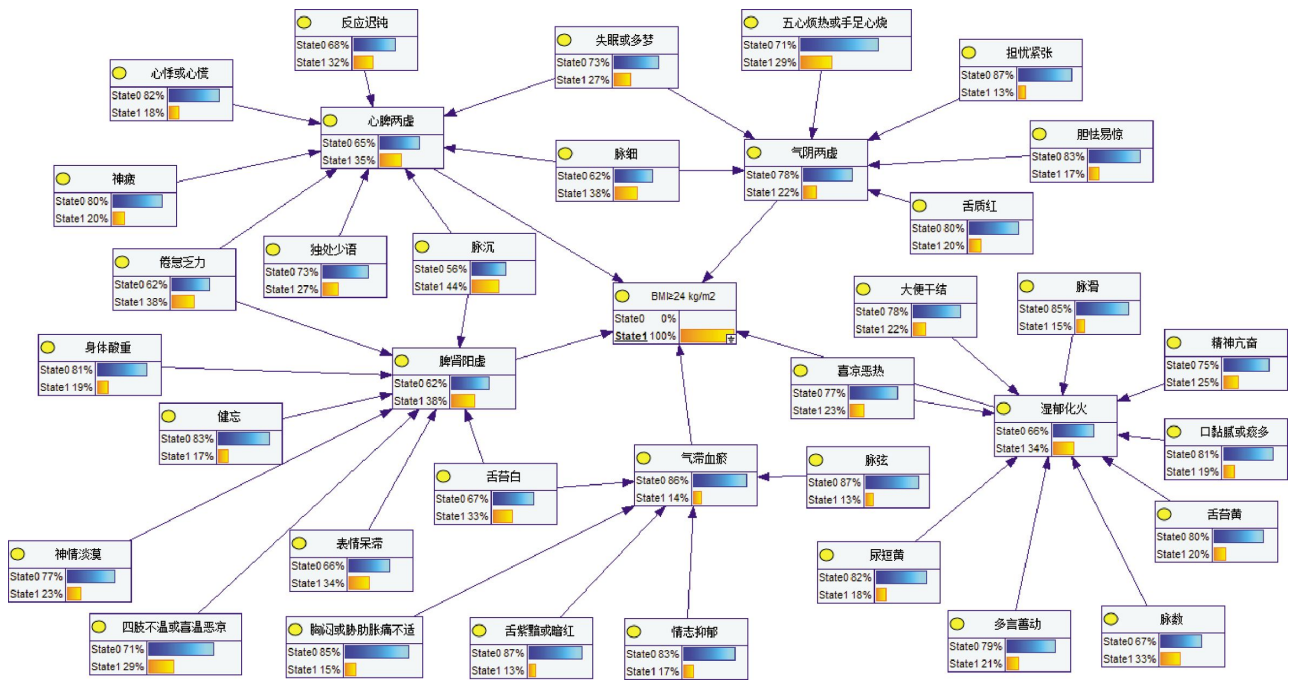 反应迟钝
State0 68%
State1 32%
失眠或多梦
State0 73%
State1 27%
五心烦热或手足心烧
State0 71%
State1 29%
担忧紧张
State0 87%
State1 13%
心悸或心慌
State0 82%
State1 18%
心脾两虚
State0 65%
State1 35%
脉细
State0 62%
State1 38%
气阴两虚
State0 78%
State1 22%
胆怯易惊
State0 83%
State1 17%
神疲
State0 80%
State1 20%
舌质红
State0 80%
State1 20%
倦怠乏力
State0 62%
State1 38%
独处少语
State0 73%
State1 27%
脉沉
State0 56%
State1 44%
BMI≥24 kg/m2
State0 0%
State1 100%
大便干结
State0 78%
State1 22%
脉滑
State0 85%
State1 15%
身体酸重
State0 81%
State1 19%
脾肾阳虚
State0 62%
State1 38%
喜凉恶热
State0 77%
State1 23%
精神亢奋
State0 75%
State1 25%
健忘
State0 83%
State1 17%
湿郁化火
State0 66%
State1 34%
口黏腻或痰多
State0 81%
State1 19%
舌苔白
State0 67%
State1 33%
气滞血瘀
State0 86%
State1 14%
脉弦
State0 87%
State1 13%
舌苔黄
State0 80%
State1 20%
神情淡漠
State0 77%
State1 23%
表情呆滞
State0 66%
State1 34%
尿短黄
State0 82%
State1 18%
四肢不温或喜温恶凉
State0 71%
State1 29%
胸闷或胁肋胀痛不适
State0 85%
State1 15%
舌紫黯或暗红
State0 87%
State1 13%
情志抑郁
State0 83%
State1 17%
多言善动
State0 79%
State1 21%
脉数
State0 67%
State1 33%